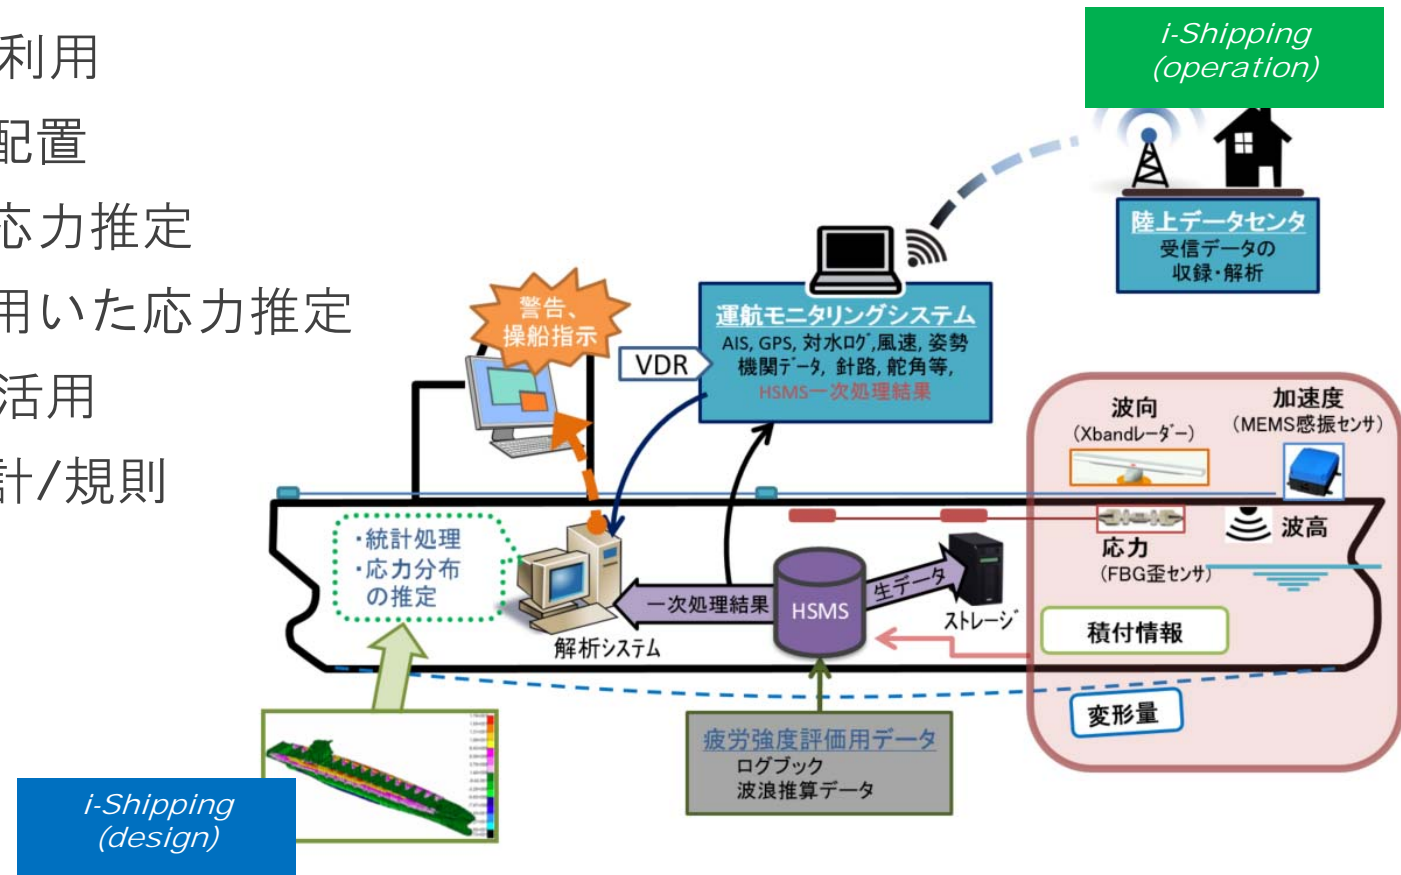 利用
配置
応力推定
用いた応力推定
活用
計/規則
i-Shipping
(operation)
陸上データセンタ
受信データの
収録・解析
警告、
操船指示
VDR
運航モニタリングシステム
AIS, GPS, 対水ログ,風速, 姿勢
機関データ, 針路, 舵角等,
HSMS一次処理結果
波向
(Xbandレーダー)
加速度
(MEMS感振センサ)
・統計処理
・応力分布
の推定
解析システム
一次処理結果
HSMS
生データ
ストレージ
応力
(FBG歪センサ)
波高
積付情報
変形量
疲労強度評価用データ
ログブック
波浪推算データ
i-Shipping
(design)